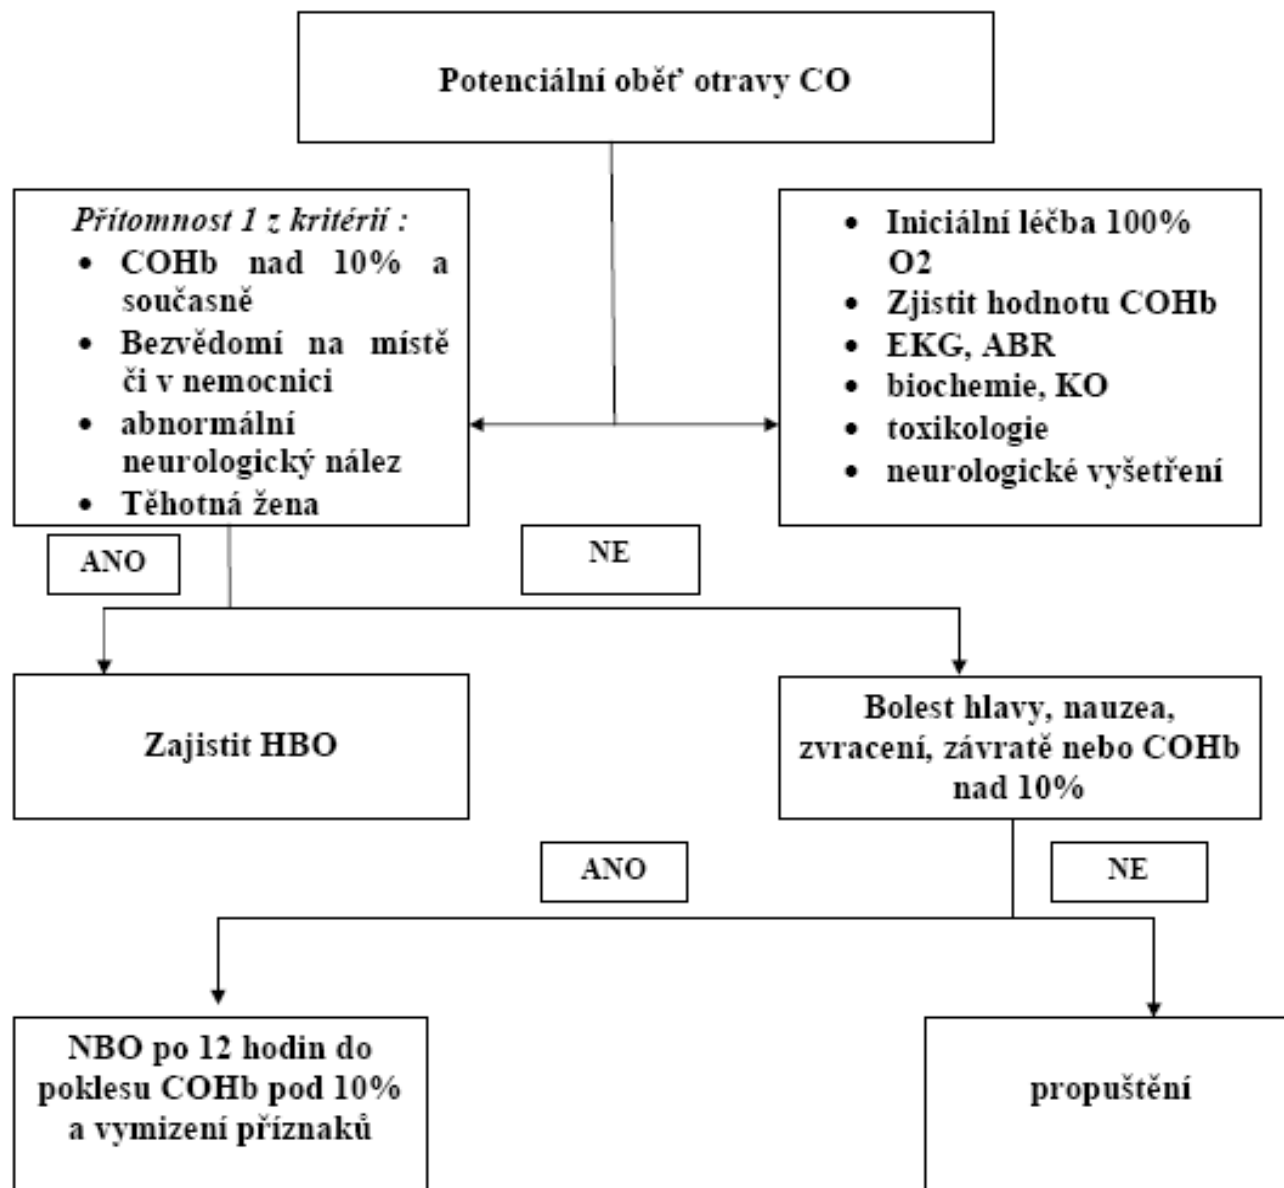 Potenciální oběť otravy CO
Přítomnost 1 z kritérií :
• COHb nad 10% a
současně
• Bezvědomí na místě
či v nemocnici
• abnormální
neurologický nález
• Těhotná žena
• Iniciální léčba 100%
O2
• Zjistit hodnotu COHb
• EKG, ABR
• biochemie, KO
• toxikologie
• neurologické vyšetření
ANO
NE
Zajistit HBO
Bolest hlavy, nauzea,
zvracení, závratě nebo COHb
nad 10%
ANO
NE
NBO po 12 hodin do
poklesu COHb pod 10%
a vymizení příznaků
propuštění